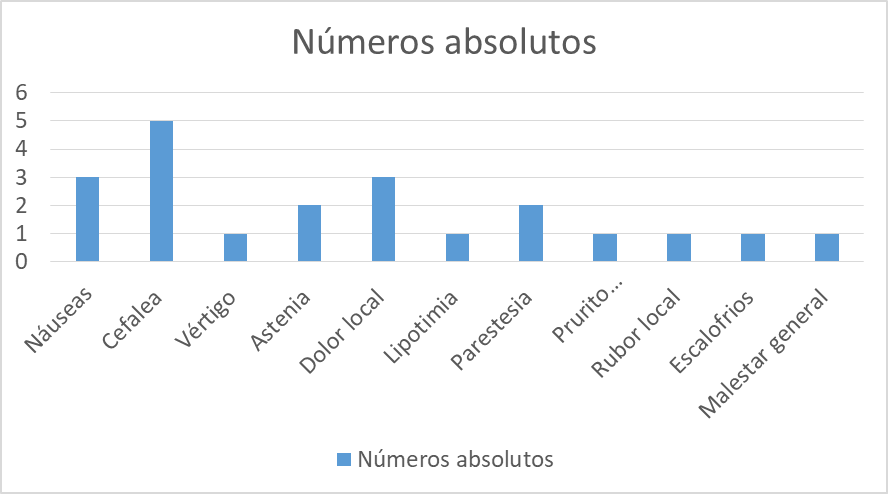 Números absolutos
6
5
4
3
2
1
0
Náuseas
Cefalea
Vértigo
Astenia
Dolor local
Lipotimia
Parestesia
Prurito...
Rubor local
Escalofrios
Malestar general
Números absolutos